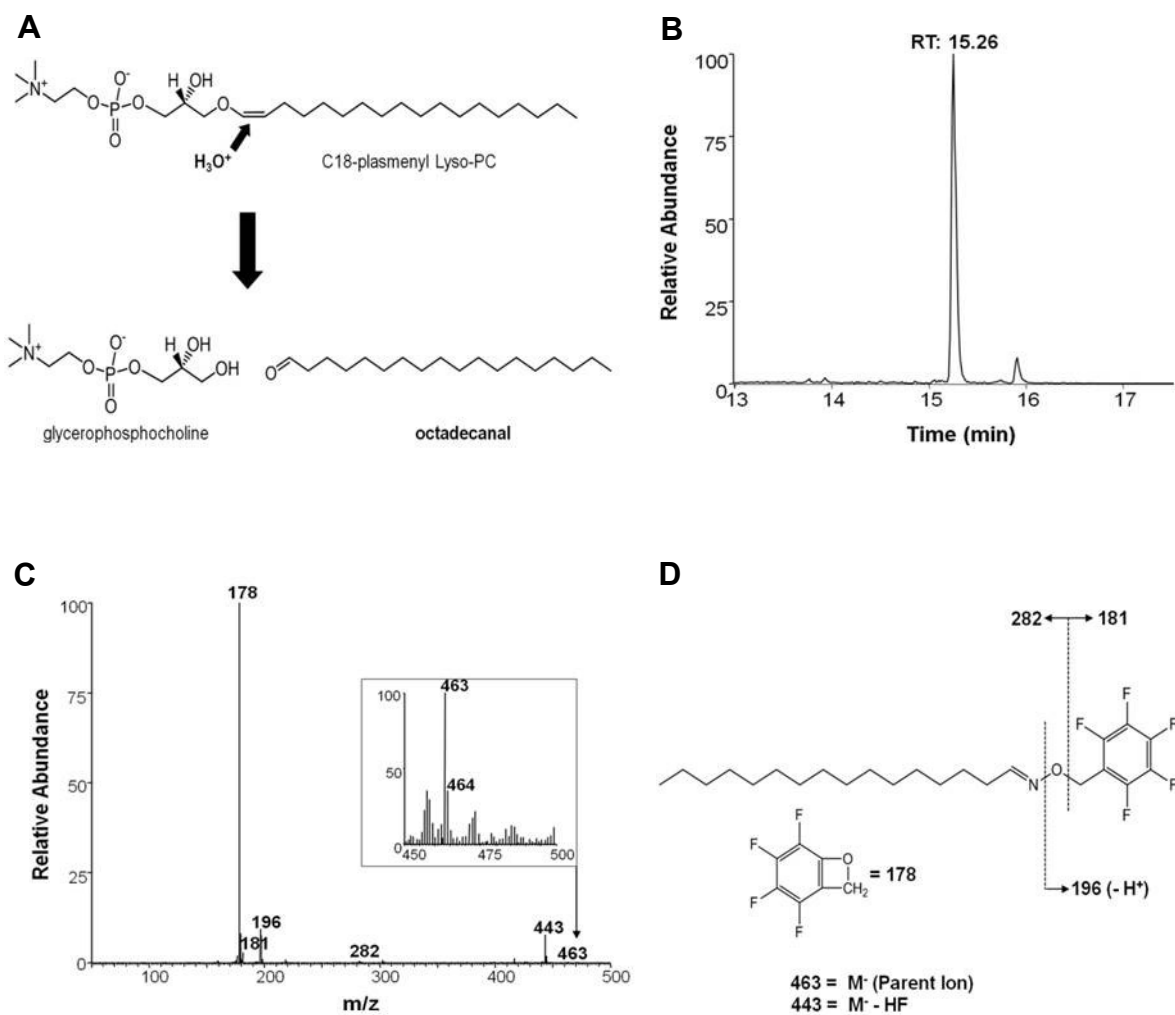 A
N⁺
O
P
O⁻
O
O
H
OH
O
H₃O⁺
C18-plasmenyl Lyso-PC
N⁺
O
P
O⁻
O
O
H
OH
OH
O
glycerophosphocholine
octadecanal
B
RT: 15.26
Relative Abundance
100
75
50
25
0
13 14 15 16 17
Time (min)
C
Relative Abundance
100
75
50
25
0
178
181
196
282
443
463
100 200 300 400 500
m/z
100
50
0
463
464
450 475 500
D
282 181
F
F
F
F
F
N
O
196 (- H⁺)
F
F
F
F
O
CH₂
= 178
463 = M⁻ (Parent Ion)
443 = M⁻ - HF